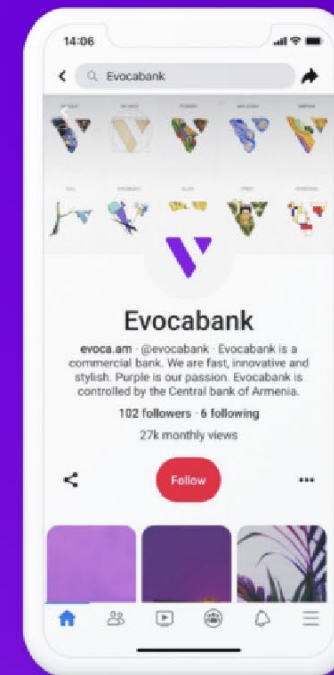 14:06
Evocabank
Evocabank
evoca.am · @evocabank · Evocabank is a
commercial bank. We are fast, innovative and
stylish. Purple is our passion. Evocabank is
controlled by the Central bank of Armenia.
102 followers · 6 following
27k monthly views
Follow